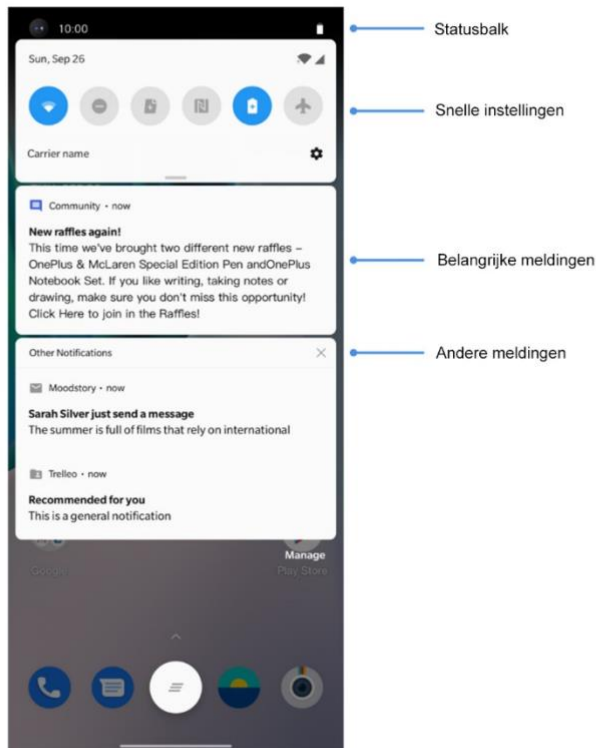 10:00
Statusbalk
Sun, Sep 26
Snelle instellingen
Carrier name
Community • now
New raffles again!
This time we've brought two different new raffles –
OnePlus & McLaren Special Edition Pen andOnePlus
Notebook Set. If you like writing, taking notes or
drawing, make sure you don't miss this opportunity!
Click Here to join in the Raffles!
Belangrijke meldingen
Other Notifications
Andere meldingen
Moodstory • now
Sarah Silver just send a message
The summer is full of films that rely on international
Trelleo • now
Recommended for you
This is a general notification
Manage
Google
Play Store